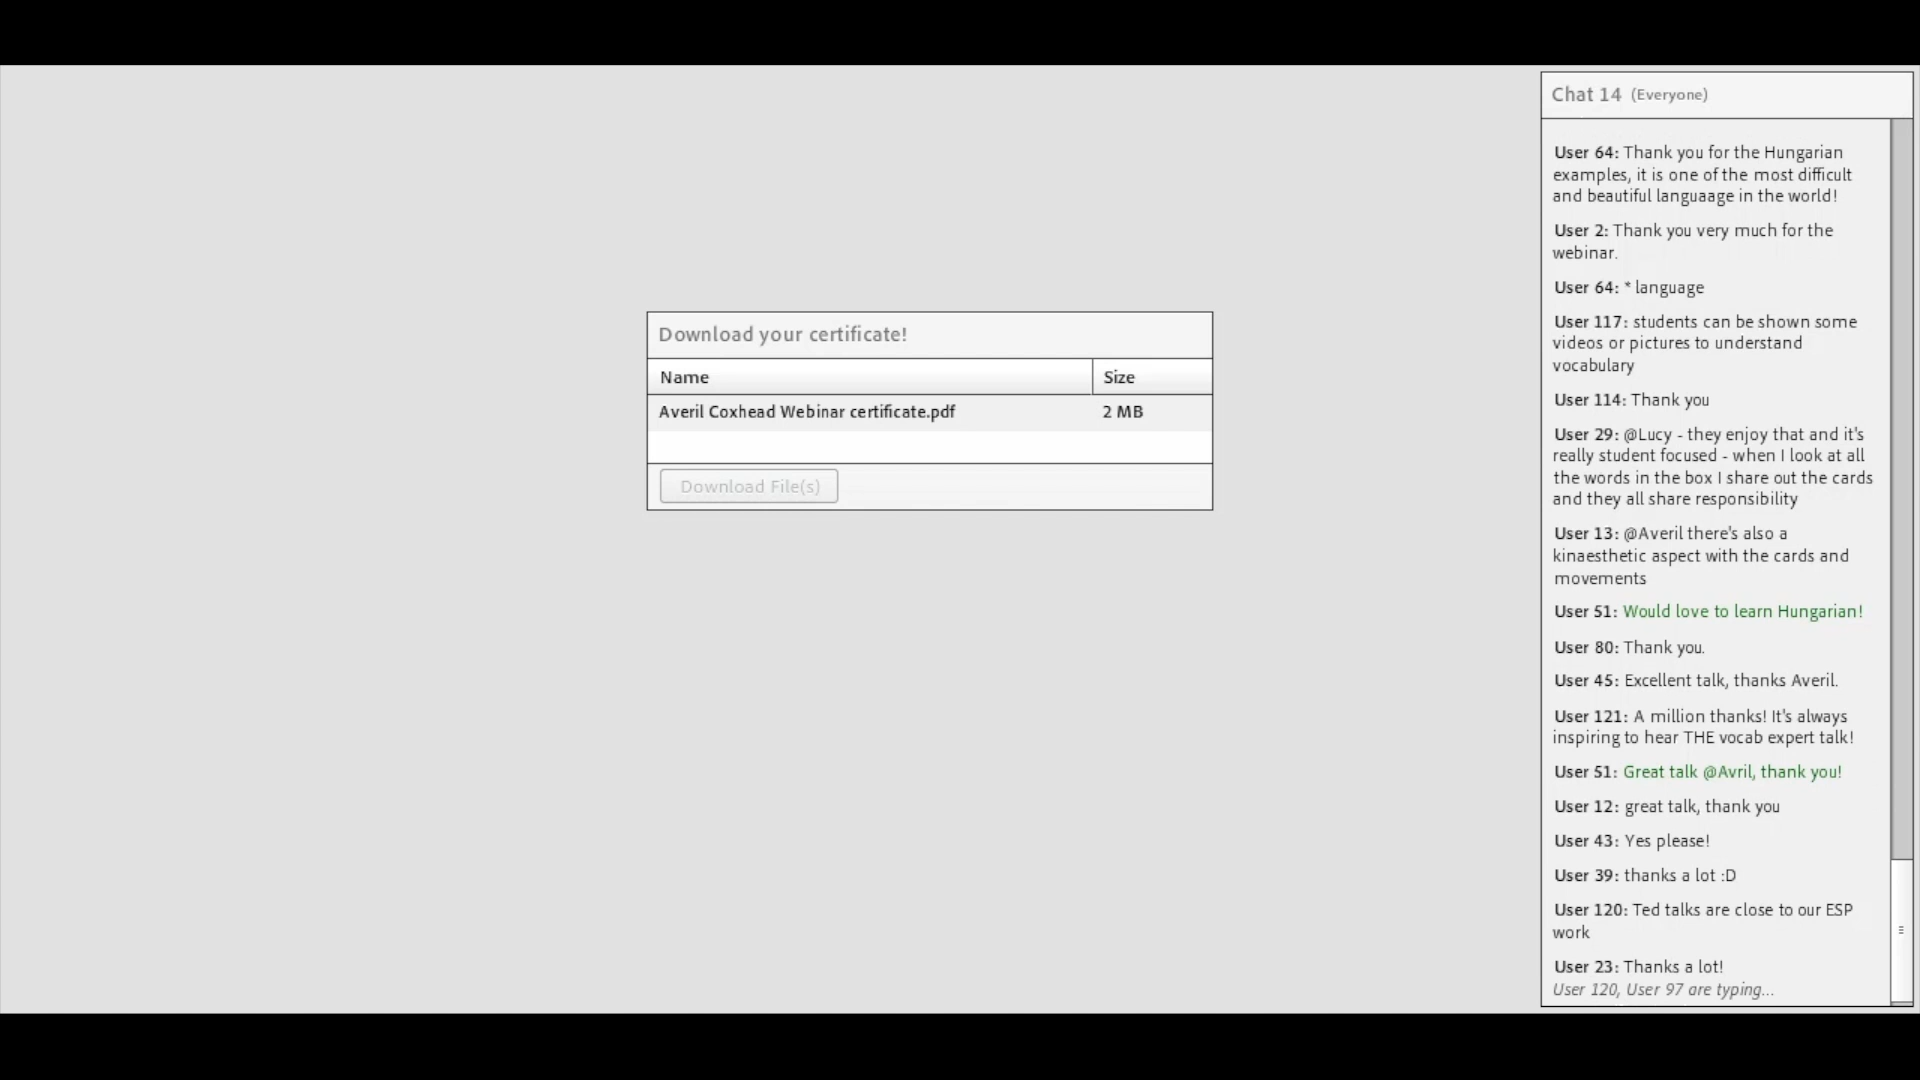 Download your certificate!
Name Size
Averil Coxhead Webinar certificate.pdf 2 MB
Download File(s)
Chat 14 (Everyone)
User 64: Thank you for the Hungarian
examples, it is one of the most difficult
and beautiful languaage in the world!
User 2: Thank you very much for the
webinar.
User 64: * language
User 117: students can be shown some
videos or pictures to understand
vocabulary
User 114: Thank you
User 29: @Lucy - they enjoy that and it's
really student focused - when I look at all
the words in the box I share out the cards
and they all share responsibility
User 13: @Averil there's also a
kinaesthetic aspect with the cards and
movements
User 51: Would love to learn Hungarian!
User 80: Thank you.
User 45: Excellent talk, thanks Averil.
User 121: A million thanks! It's always
inspiring to hear THE vocab expert talk!
User 51: Great talk @Avril, thank you!
User 12: great talk, thank you
User 43: Yes please!
User 39: thanks a lot :D
User 120: Ted talks are close to our ESP
work
User 23: Thanks a lot!
User 120, User 97 are typing...